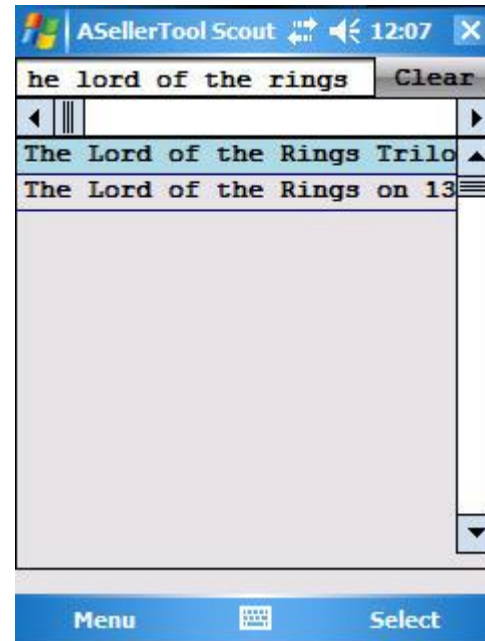 ASellerTool Scout 12:07
he lord of the rings Clear
The Lord of the Rings Trilo
The Lord of the Rings on 13
Menu Select